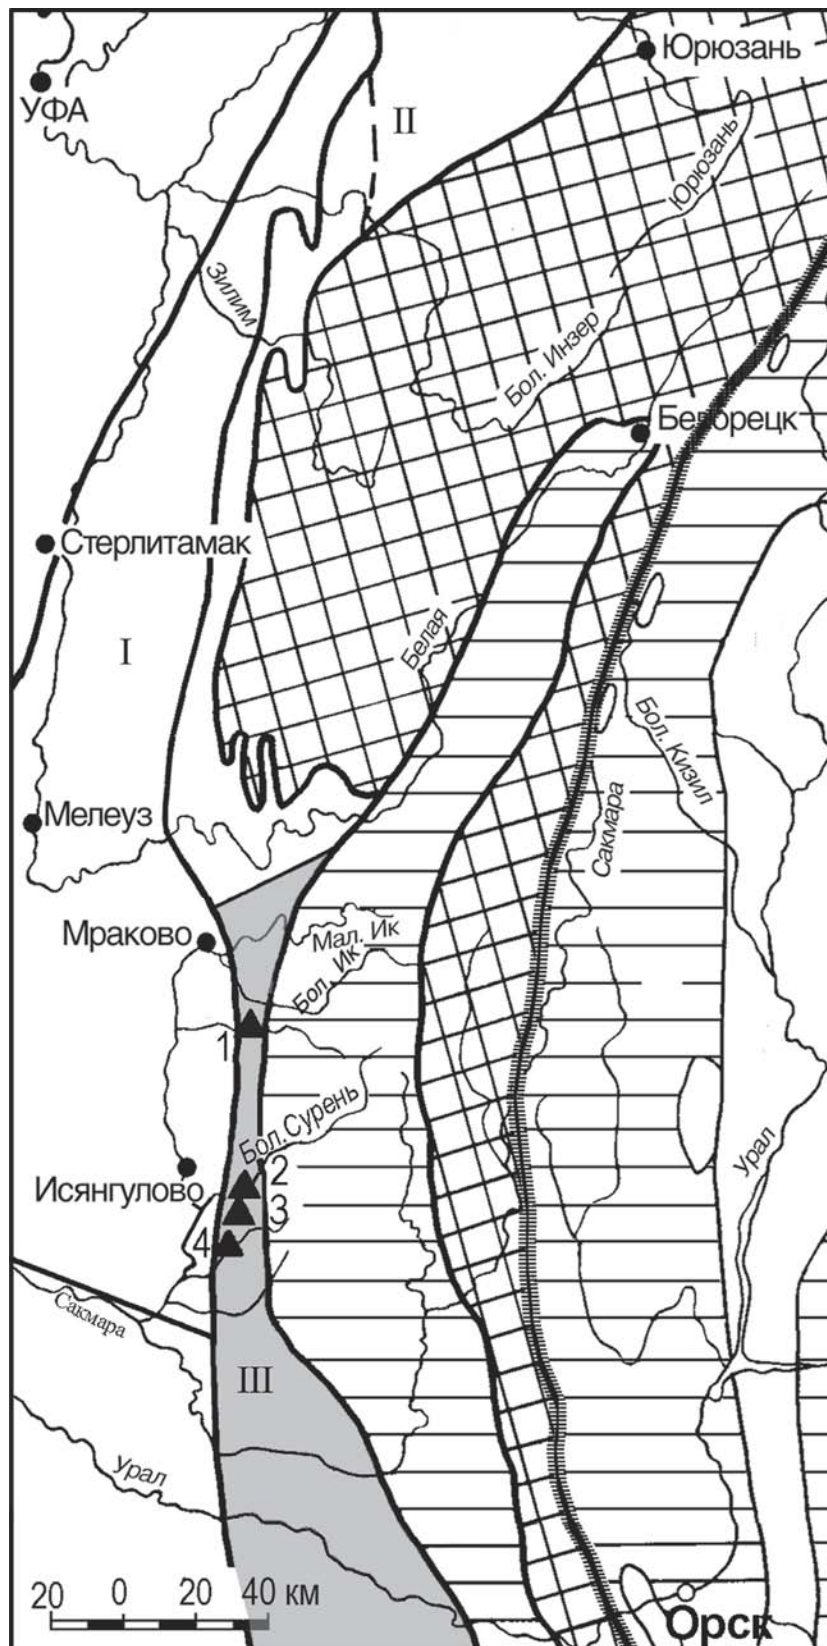 Юрюзань
УФА
II
Юрюзань
Зилим
Бол. Инзер
Белорецк
Стерлитамак
I
Белая
Бол. Кизил
Сакмара
Мелеуз
Мраково
Мал. Ик
Бол. Ик
1
Бол. Сурень
Урал
Исянгулово
2
3
4
Сакмара
III
Урал
20 0 20 40 км
Орск